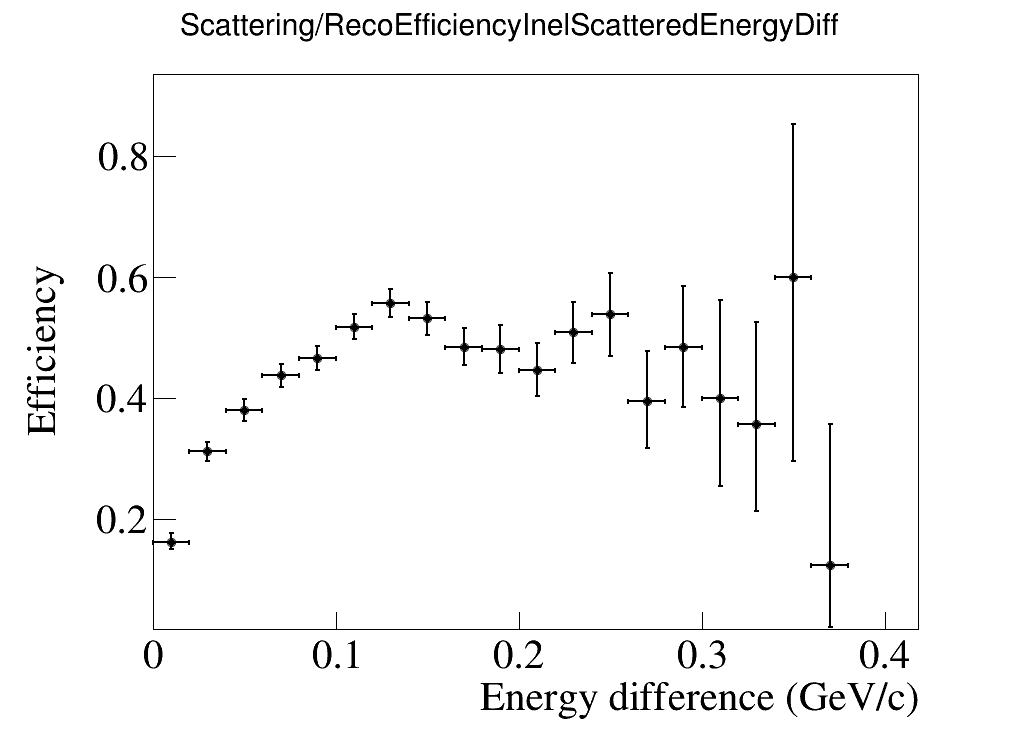 Scattering/RecoEfficiencyInelScatteredEnergyDiff
0.8
0.6
0.4
0.2
Efficiency
0 0.1 0.2 0.3 0.4
Energy difference (GeV/c)